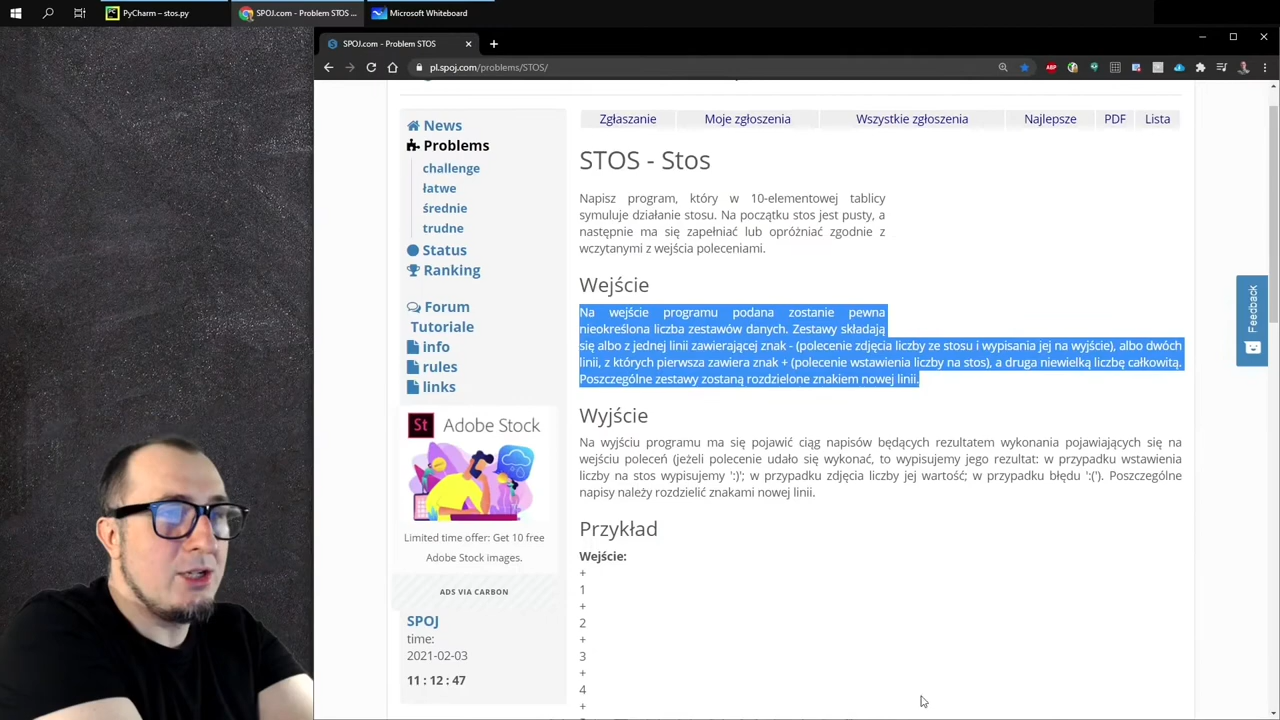 PyCharm – stos.py
SPOJ.com - Problem STOS ...
Microsoft Whiteboard
SPOJ.com - Problem STOS
pl.spoj.com/problems/STOS/
ABP
News
Problems
challenge
łatwe
średnie
trudne
Status
Ranking
Forum
Tutoriale
info
rules
links
St Adobe Stock
Limited time offer: Get 10 free
Adobe Stock images.
ADS VIA CARBON
SPOJ
time:
2021-02-03
11 : 12 : 47
Zgłaszanie Moje zgłoszenia Wszystkie zgłoszenia Najlepsze PDF Lista
STOS - Stos
Napisz program, który w 10-elementowej tablicy
symuluje działanie stosu. Na początku stos jest pusty, a
następnie ma się zapełniać lub opróżniać zgodnie z
wczytanymi z wejścia poleceniami.
Wejście
Na wejście programu podana zostanie pewna
nieokreślona liczba zestawów danych. Zestawy składają
się albo z jednej linii zawierającej znak - (polecenie zdjęcia liczby ze stosu i wypisania jej na wyjście), albo dwóch
linii, z których pierwsza zawiera znak + (polecenie wstawienia liczby na stos), a druga niewielką liczbę całkowitą.
Poszczególne zestawy zostaną rozdzielone znakiem nowej linii.
Wyjście
Na wyjściu programu ma się pojawić ciąg napisów będących rezultatem wykonania pojawiających się na
wejściu poleceń (jeżeli polecenie udało się wykonać, to wypisujemy jego rezultat: w przypadku wstawienia
liczby na stos wypisujemy ':)'; w przypadku zdjęcia liczby jej wartość; w przypadku błędu ':('). Poszczególne
napisy należy rozdzielić znakami nowej linii.
Przykład
Wejście:
+
1
+
2
+
3
+
4
+
Feedback